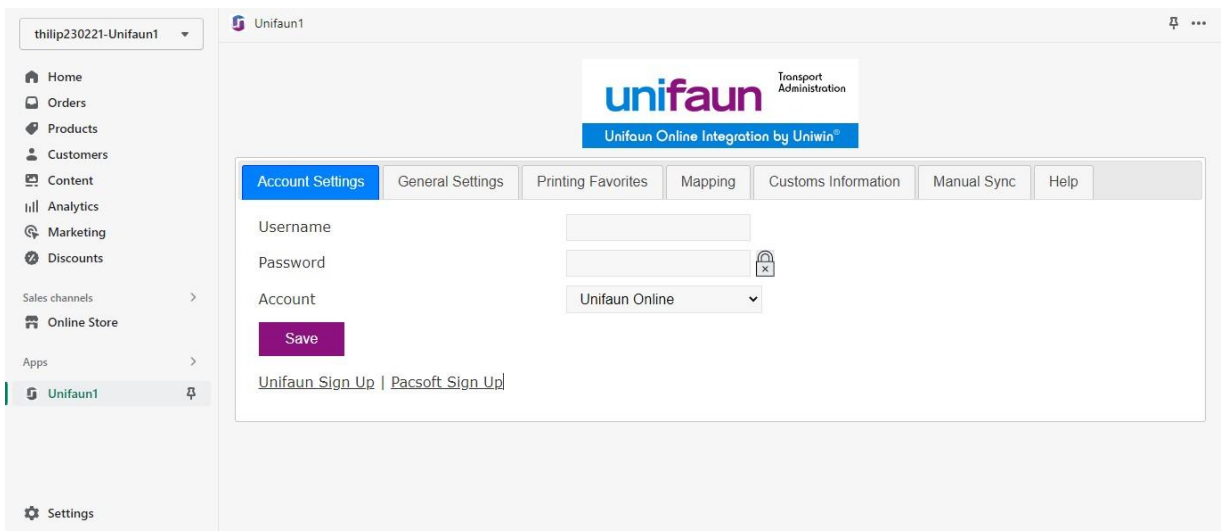 thilip230221-Unifaun1
Home
Orders
Products
Customers
Content
Analytics
Marketing
Discounts
Sales channels
Online Store
Apps
Unifaun1
Settings
Unifaun1
unifaun
Transport
Administration
Unifaun Online Integration by Uniwin®
Account Settings General Settings Printing Favorites Mapping Customs Information Manual Sync Help
Username
Password
Account Unifaun Online
Save
Unifaun Sign Up | Pacsoft Sign Up